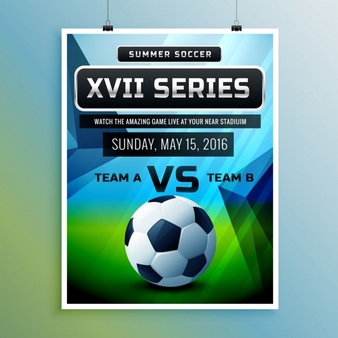 SUMMER SOCCER
XVII SERIES
WATCH THE AMAZING GAME LIVE AT YOUR NEAR STADIUM
SUNDAY, MAY 15, 2016
TEAM A VS TEAM B